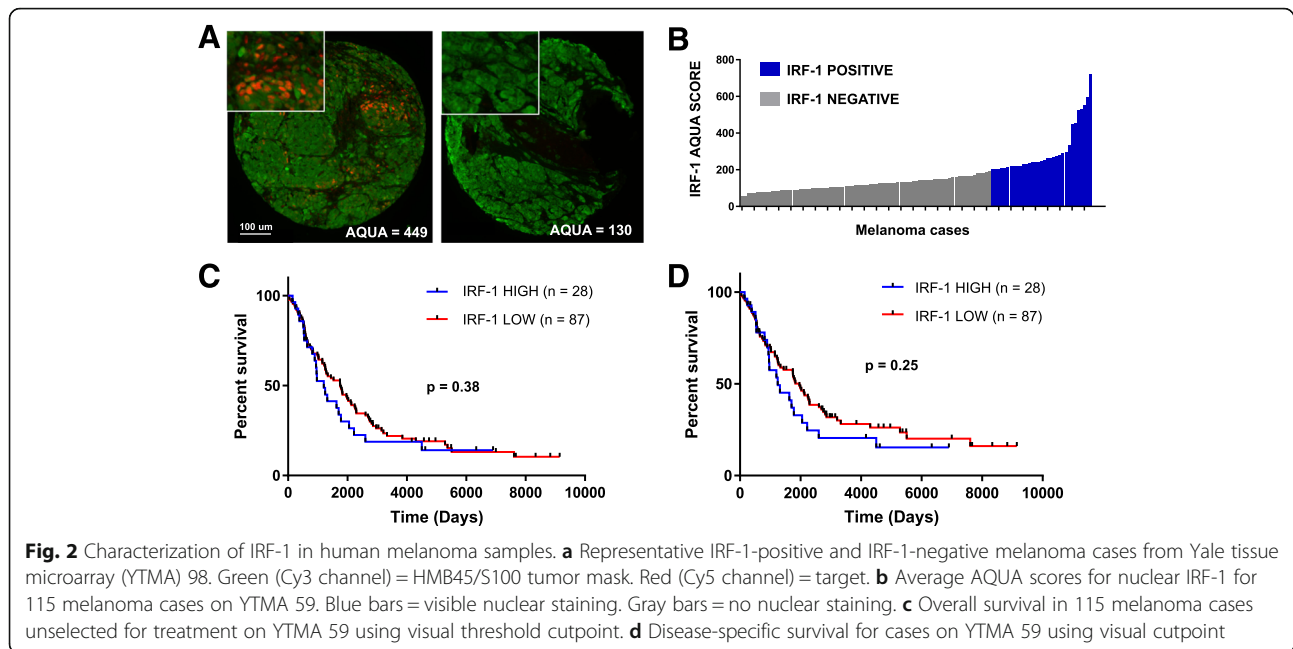 A
100 um
AQUA = 449
AQUA = 130
B
IRF-1 AQUA SCORE
800
600
400
200
0
IRF-1 POSITIVE
IRF-1 NEGATIVE
Melanoma cases
C
Percent survival
100
50
0
IRF-1 HIGH (n = 28)
IRF-1 LOW (n = 87)
p = 0.38
0 2000 4000 6000 8000 10000
Time (Days)
D
Percent survival
100
50
0
IRF-1 HIGH (n = 28)
IRF-1 LOW (n = 87)
p = 0.25
0 2000 4000 6000 8000 10000
Time (Days)
Fig. 2 Characterization of IRF-1 in human melanoma samples. a Representative IRF-1-positive and IRF-1-negative melanoma cases from Yale tissue
microarray (YTMA) 98. Green (Cy3 channel) = HMB45/S100 tumor mask. Red (Cy5 channel) = target. b Average AQUA scores for nuclear IRF-1 for
115 melanoma cases on YTMA 59. Blue bars = visible nuclear staining. Gray bars = no nuclear staining. c Overall survival in 115 melanoma cases
unselected for treatment on YTMA 59 using visual threshold cutpoint. d Disease-specific survival for cases on YTMA 59 using visual cutpoint